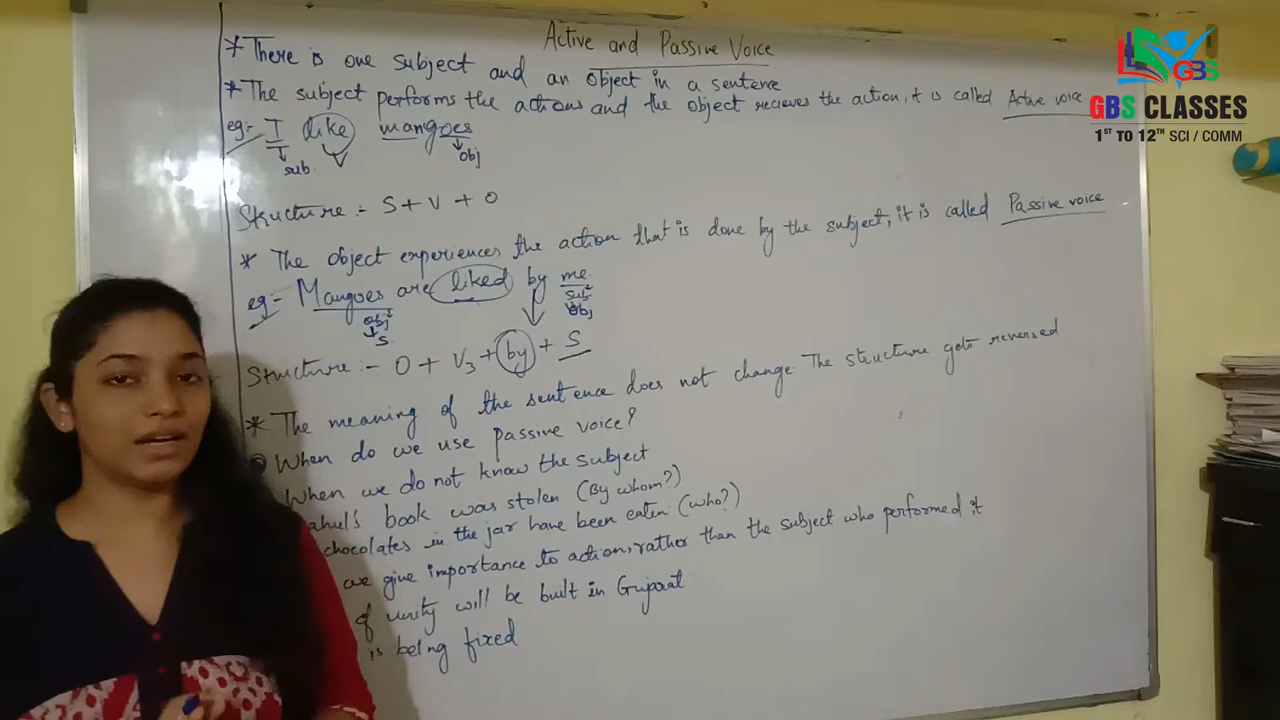 Active and Passive Voice
* There is one subject and an object in a sentence
* The subject performs the actions and the object recieves the action, it is called Active voice
eg:- I like mangoes
sub V obj
Structure :- S + V + O
* The object experiences the action that is done by the subject, it is called Passive voice
eg:- Mangoes are liked by me
obj sub
S obj
Structure :- O + V3 + by + S
* The meaning of the sentence does not change. The structure gets reversed
When do we use passive voice?
When we do not know the subject
ahul's book was stolen (By whom?)
chocolates in the jar have been eaten (who?)
we give importance to action, rather than the subject who performed it
of unity will be built in Gujarat
is being fixed
GBS
GBS CLASSES
1ST TO 12TH SCI / COMM